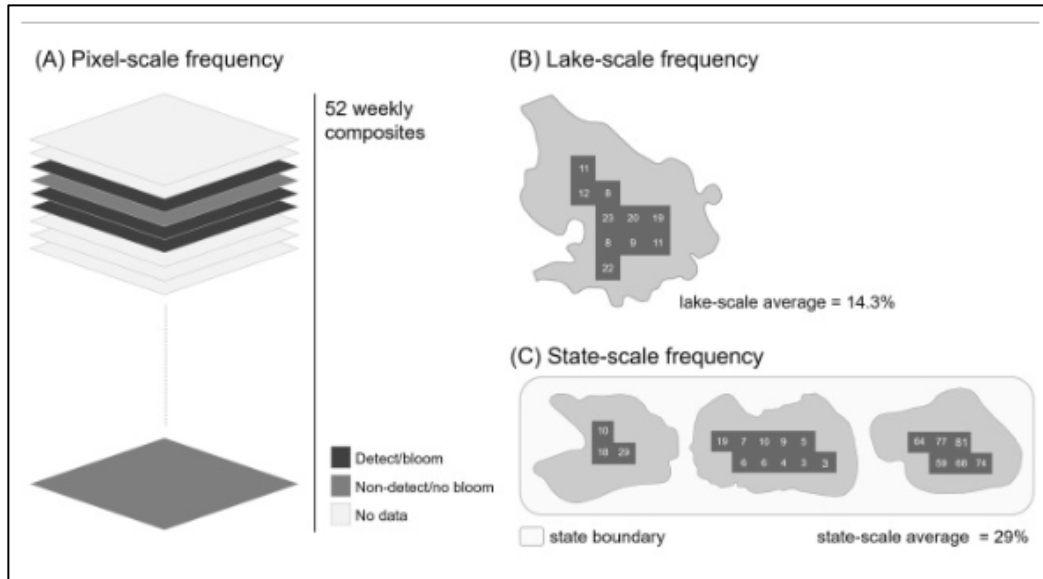 (A) Pixel-scale frequency
52 weekly
composites
Detect/bloom
Non-detect/no bloom
No data
(B) Lake-scale frequency
11
12 8
23 20 19
8 9 11
22
lake-scale average = 14.3%
(C) State-scale frequency
10
18 29
19 7 10 9 5
6 6 4 3 3
64 77 81
59 68 74
state boundary
state-scale average = 29%